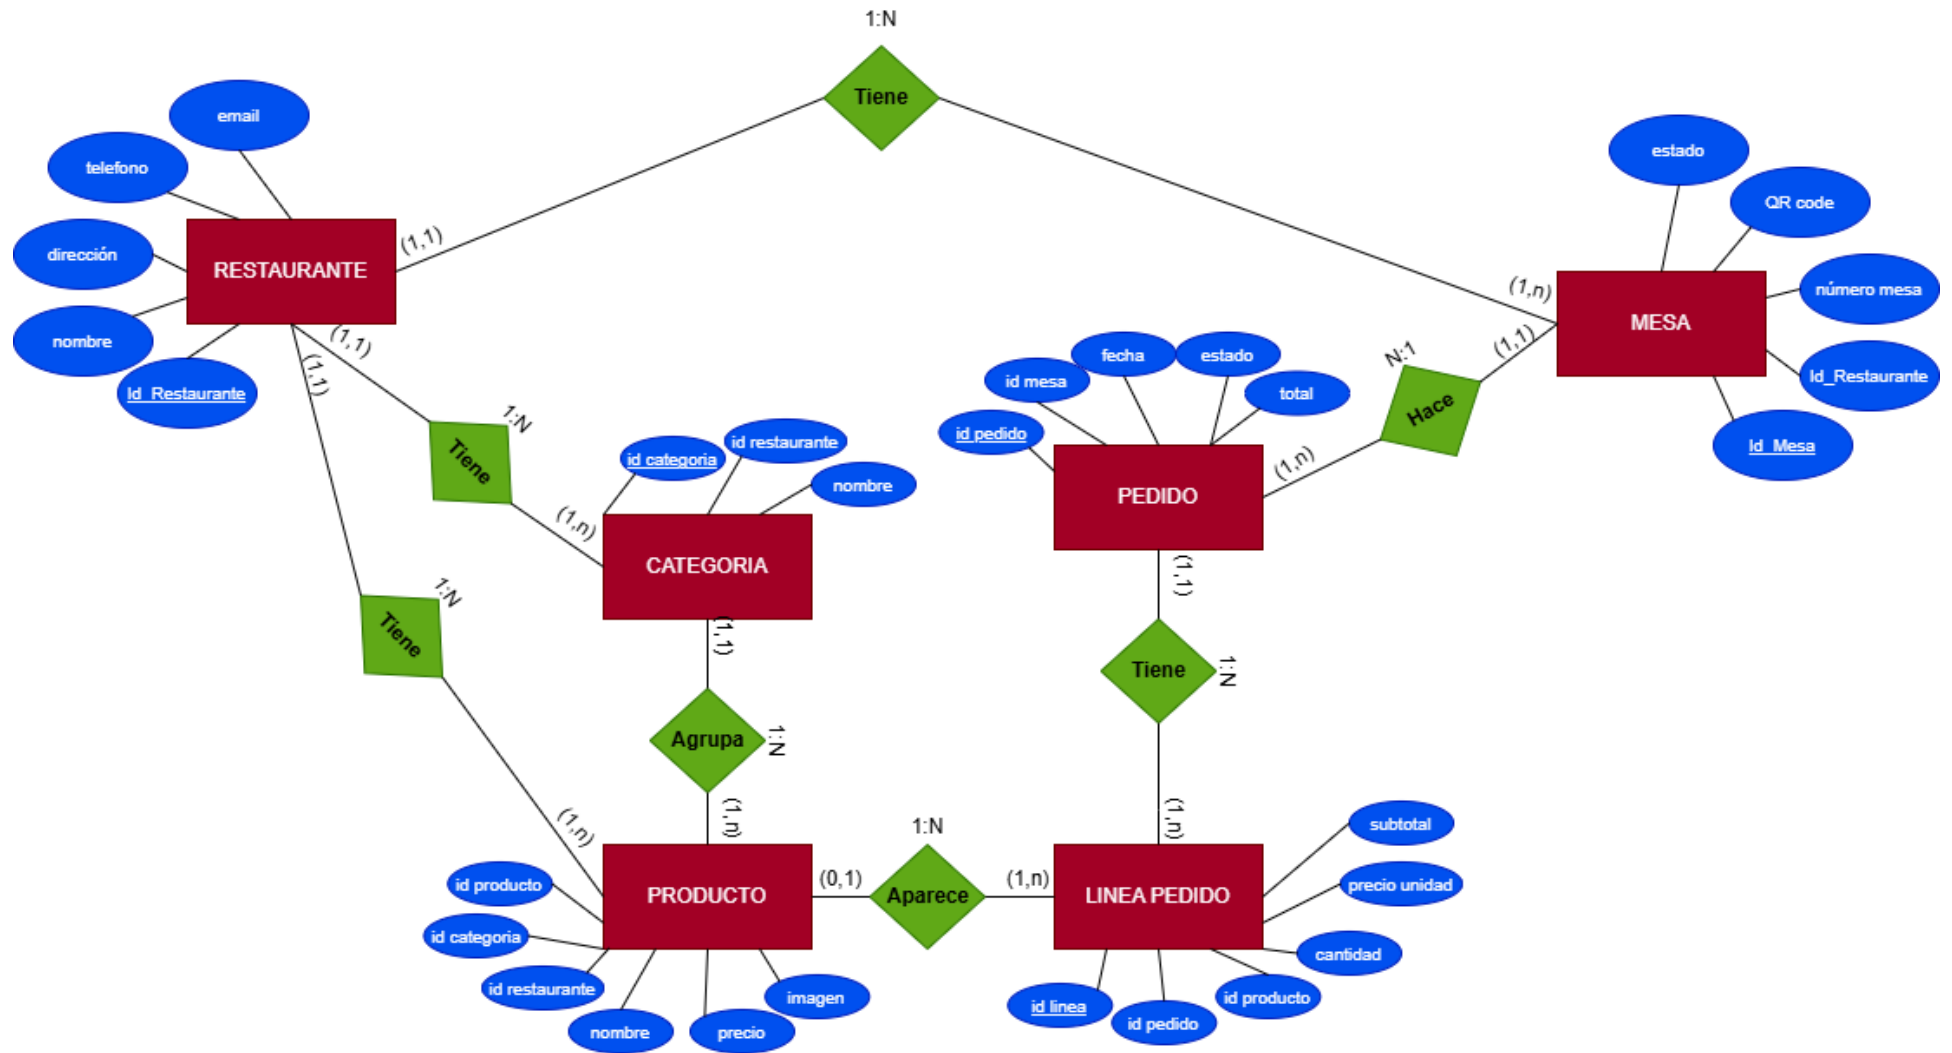 1:N
Tiene
email
telefono
dirección
nombre
Id_Restaurante
RESTAURANTE
(1,1)
(1,1)
(1,1)
estado
QR code
número mesa
Id_Restaurante
Id_Mesa
MESA
(1,n)
(1,1)
N:1
Hace
(1,n)
fecha
estado
id mesa
total
id pedido
PEDIDO
(1,1)
1:N
Tiene
(1,n)
id categoria
id restaurante
nombre
CATEGORIA
(1,1)
1:N
Tiene
1:N
Tiene
(1,n)
Agrupa
1:N
(1,n)
(1,n)
1:N
PRODUCTO
(0,1)
Aparece
(1,n)
LINEA PEDIDO
id producto
id categoria
id restaurante
nombre
precio
imagen
subtotal
precio unidad
cantidad
id producto
id pedido
id linea